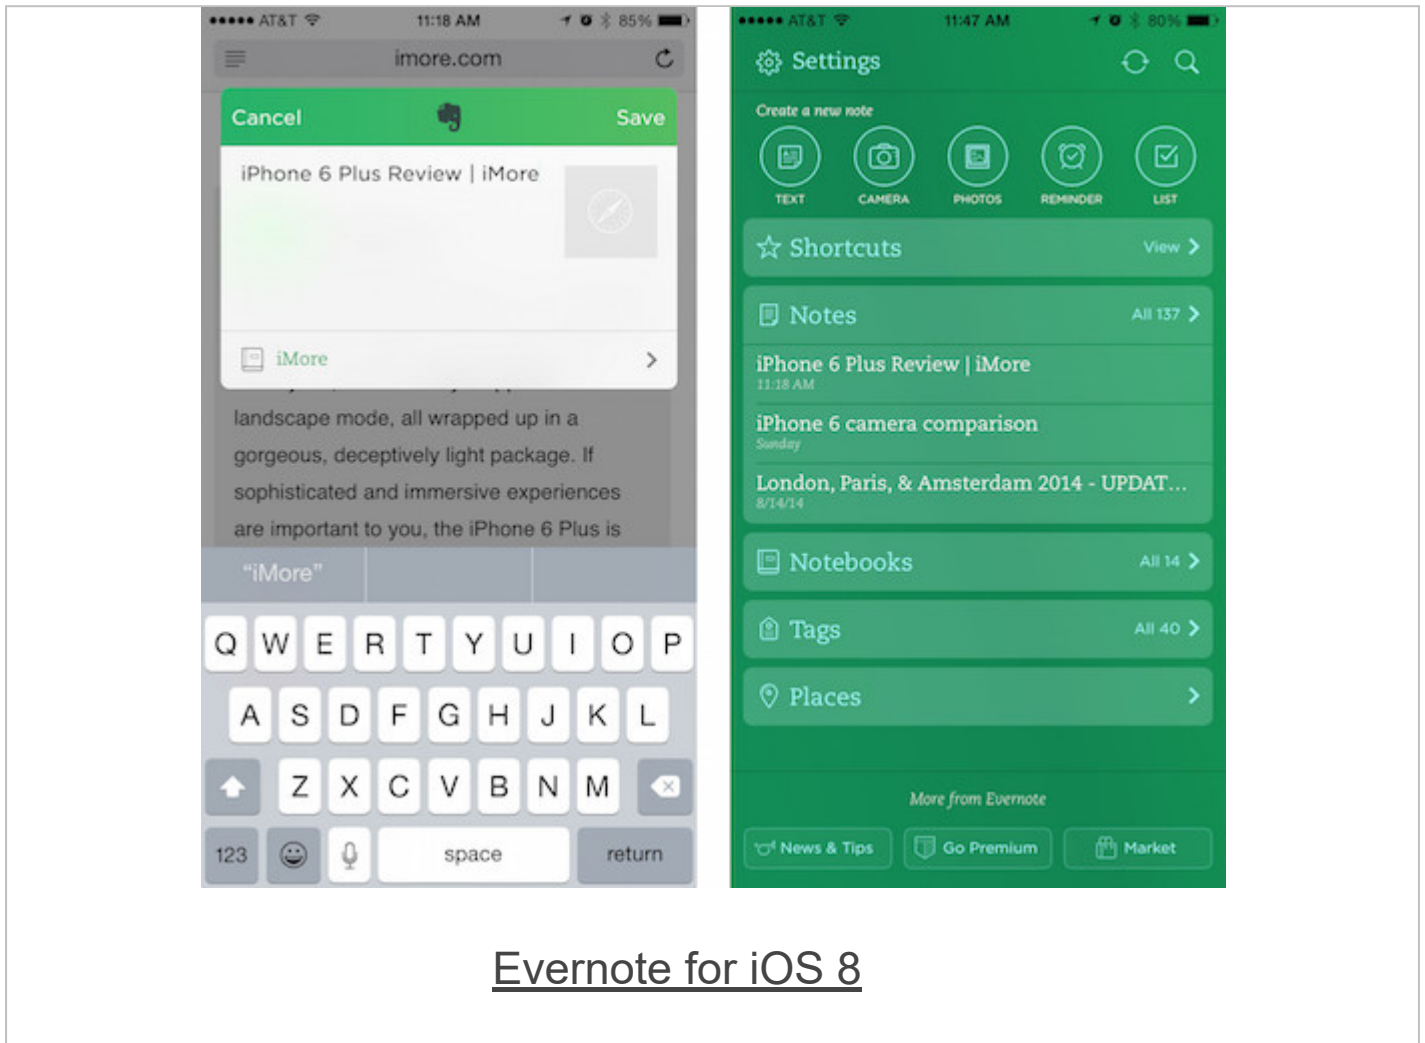 AT&T 11:18 AM 85%
imore.com
Cancel Save
iPhone 6 Plus Review | iMore
iMore
landscape mode, all wrapped up in a
gorgeous, deceptively light package. If
sophisticated and immersive experiences
are important to you, the iPhone 6 Plus is
“iMore”
Q W E R T Y U I O P
A S D F G H J K L
Z X C V B N M
123 space return
AT&T 11:47 AM 80%
Settings
Create a new note
TEXT CAMERA PHOTOS REMINDER LIST
Shortcuts View
Notes All 137
iPhone 6 Plus Review | iMore
11:18 AM
iPhone 6 camera comparison
Sunday
London, Paris, & Amsterdam 2014 - UPDAT...
8/14/14
Notebooks All 14
Tags All 40
Places
More from Evernote
News & Tips Go Premium Market
Evernote for iOS 8